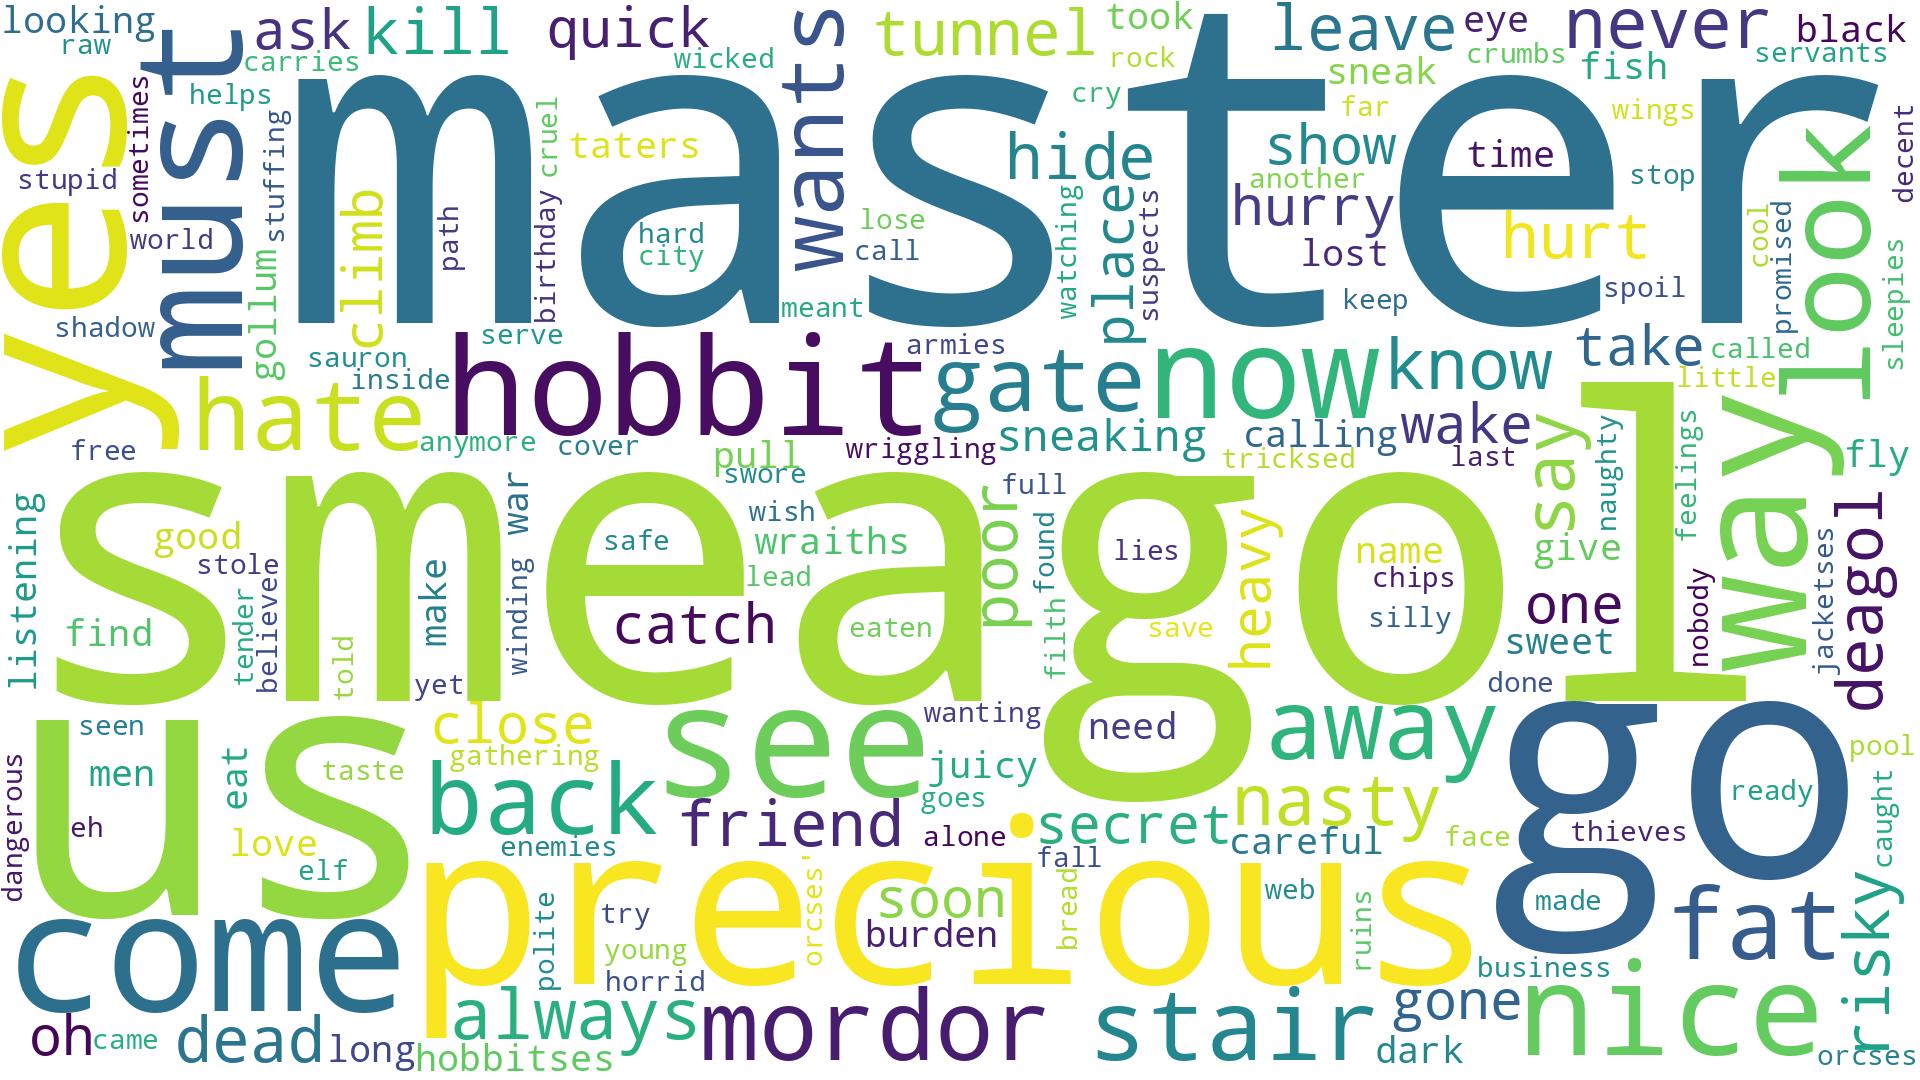 looking
raw
must
ask
kill
quick
wants
tunnel
took
leave
eye
never
black
carries
wicked
rock
sneak
crumbs
fish
servants
yes
sometimes
helps
master
cry
far
wings
decent
stuffing
cruel
taters
hide
show
time
look
stupid
another
stop
world
climb
path
birthday
hard
city
lose
call
watching
place
suspects
hurry
lost
hurt
cool
promised
sleepies
gollum
meant
keep
spoil
shadow
serve
sauron
inside
armies
hobbit
gate
now
know
take
called
little
hate
free
anymore
cover
pull
wriggling
sneaking
calling
wake
say
naughty
feelings
way
fly
swore
tricksed
last
listening
smeagol
war
full
poor
good
stole
safe
wish
wraiths
found
lies
heavy
name
give
deagol
jacketses
find
tender
believe
make
winding
lead
chips
nobody
told
catch
eaten
filth
save
silly
one
sweet
yet
done
us
seen
close
see
wanting
need
away
go
pool
men
eat
taste
gathering
juicy
ready
dangerous
back
goes
nasty
caught
eh
friend
alone
secret
love
enemies
fall
careful
face
thieves
elf
precious
orcses'
soon
bread
web
made
fat
risky
come
polite
try
burden
young
ruins
horrid
business
oh
came
dead
long
always
hobbitses
mordor
stair
gone
dark
nice
orcses